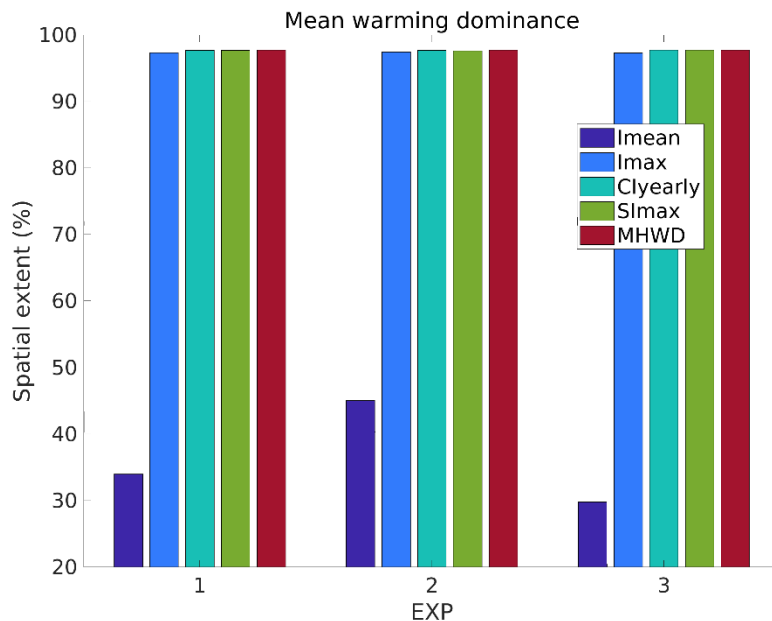 Mean warming dominance
Spatial extent (%)
100
90
80
70
60
50
40
30
20
Imean
Imax
CIyearly
SImax
MHWD
1
2
3
EXP